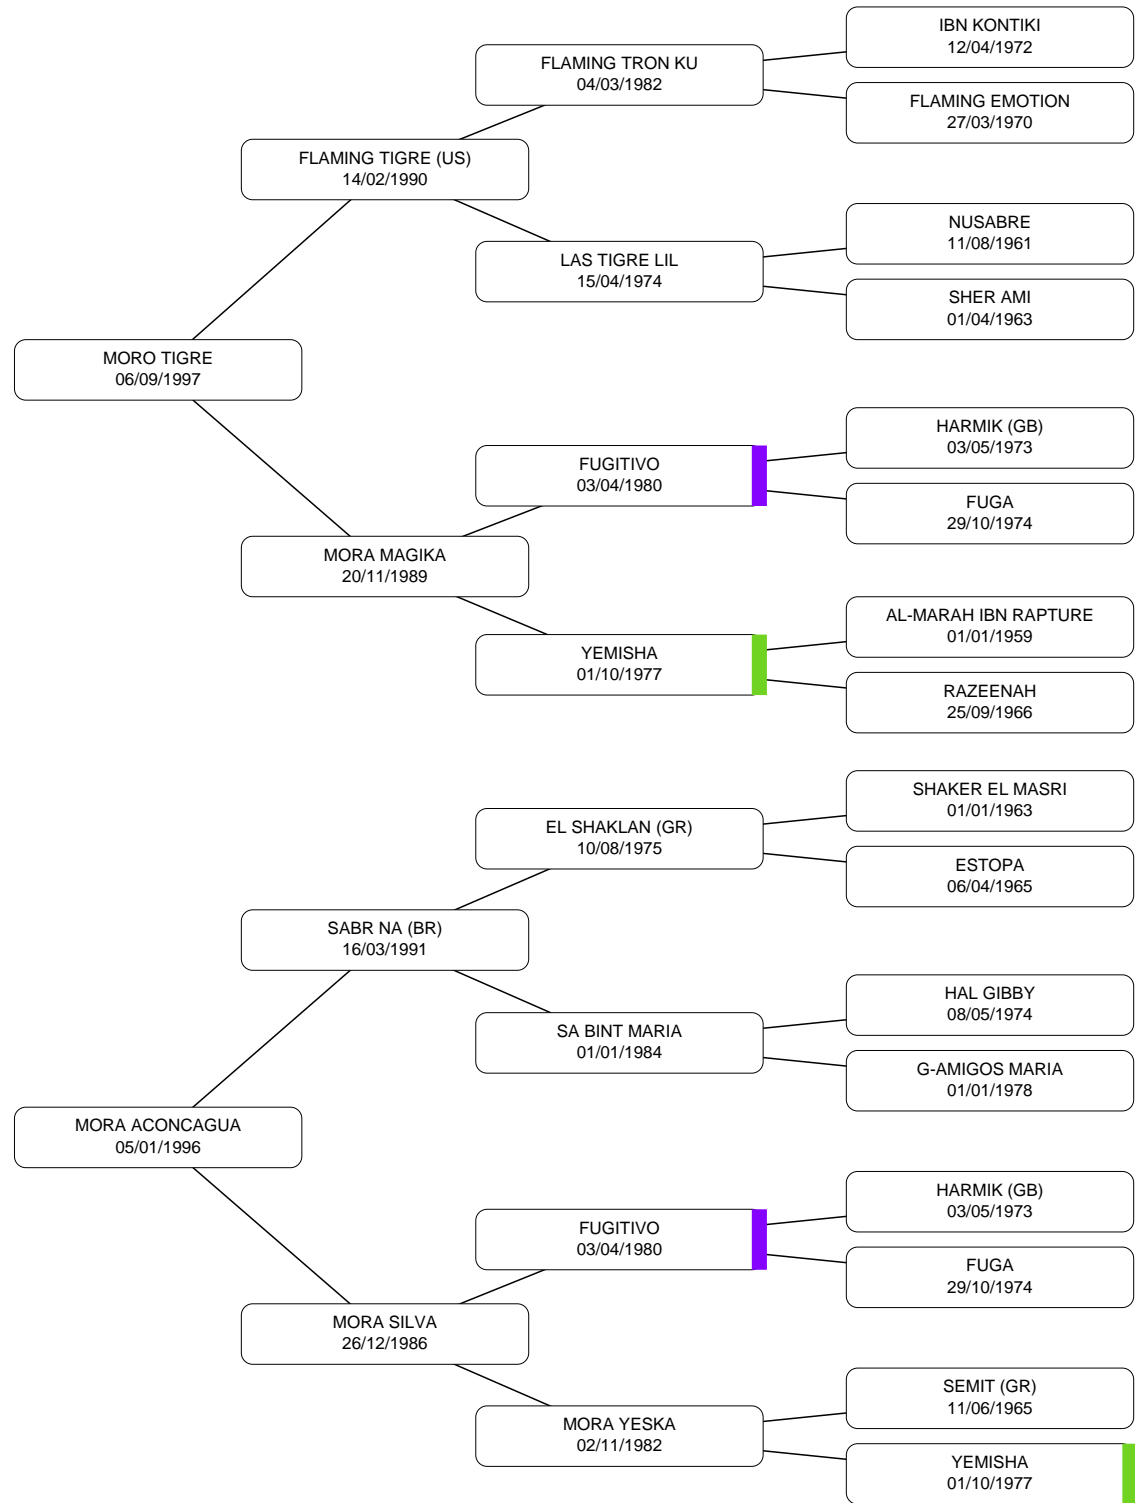 IBN KONTIKI
12/04/1972
FLAMING TRON KU
04/03/1982
FLAMING EMOTION
27/03/1970
FLAMING TIGRE (US)
14/02/1990
NUSABRE
11/08/1961
LAS TIGRE LIL
15/04/1974
SHER AMI
01/04/1963
MORO TIGRE
06/09/1997
HARMIK (GB)
03/05/1973
FUGITIVO
03/04/1980
FUGA
29/10/1974
MORA MAGIKA
20/11/1989
AL-MARAH IBN RAPTURE
01/01/1959
YEMISHA
01/10/1977
RAZEENAH
25/09/1966
SHAKER EL MASRI
01/01/1963
EL SHAKLAN (GR)
10/08/1975
ESTOPA
06/04/1965
SABR NA (BR)
16/03/1991
HAL GIBBY
08/05/1974
SA BINT MARIA
01/01/1984
G-AMIGOS MARIA
01/01/1978
MORA ACONCAGUA
05/01/1996
HARMIK (GB)
03/05/1973
FUGITIVO
03/04/1980
FUGA
29/10/1974
MORA SILVA
26/12/1986
SEMIT (GR)
11/06/1965
MORA YESKA
02/11/1982
YEMISHA
01/10/1977